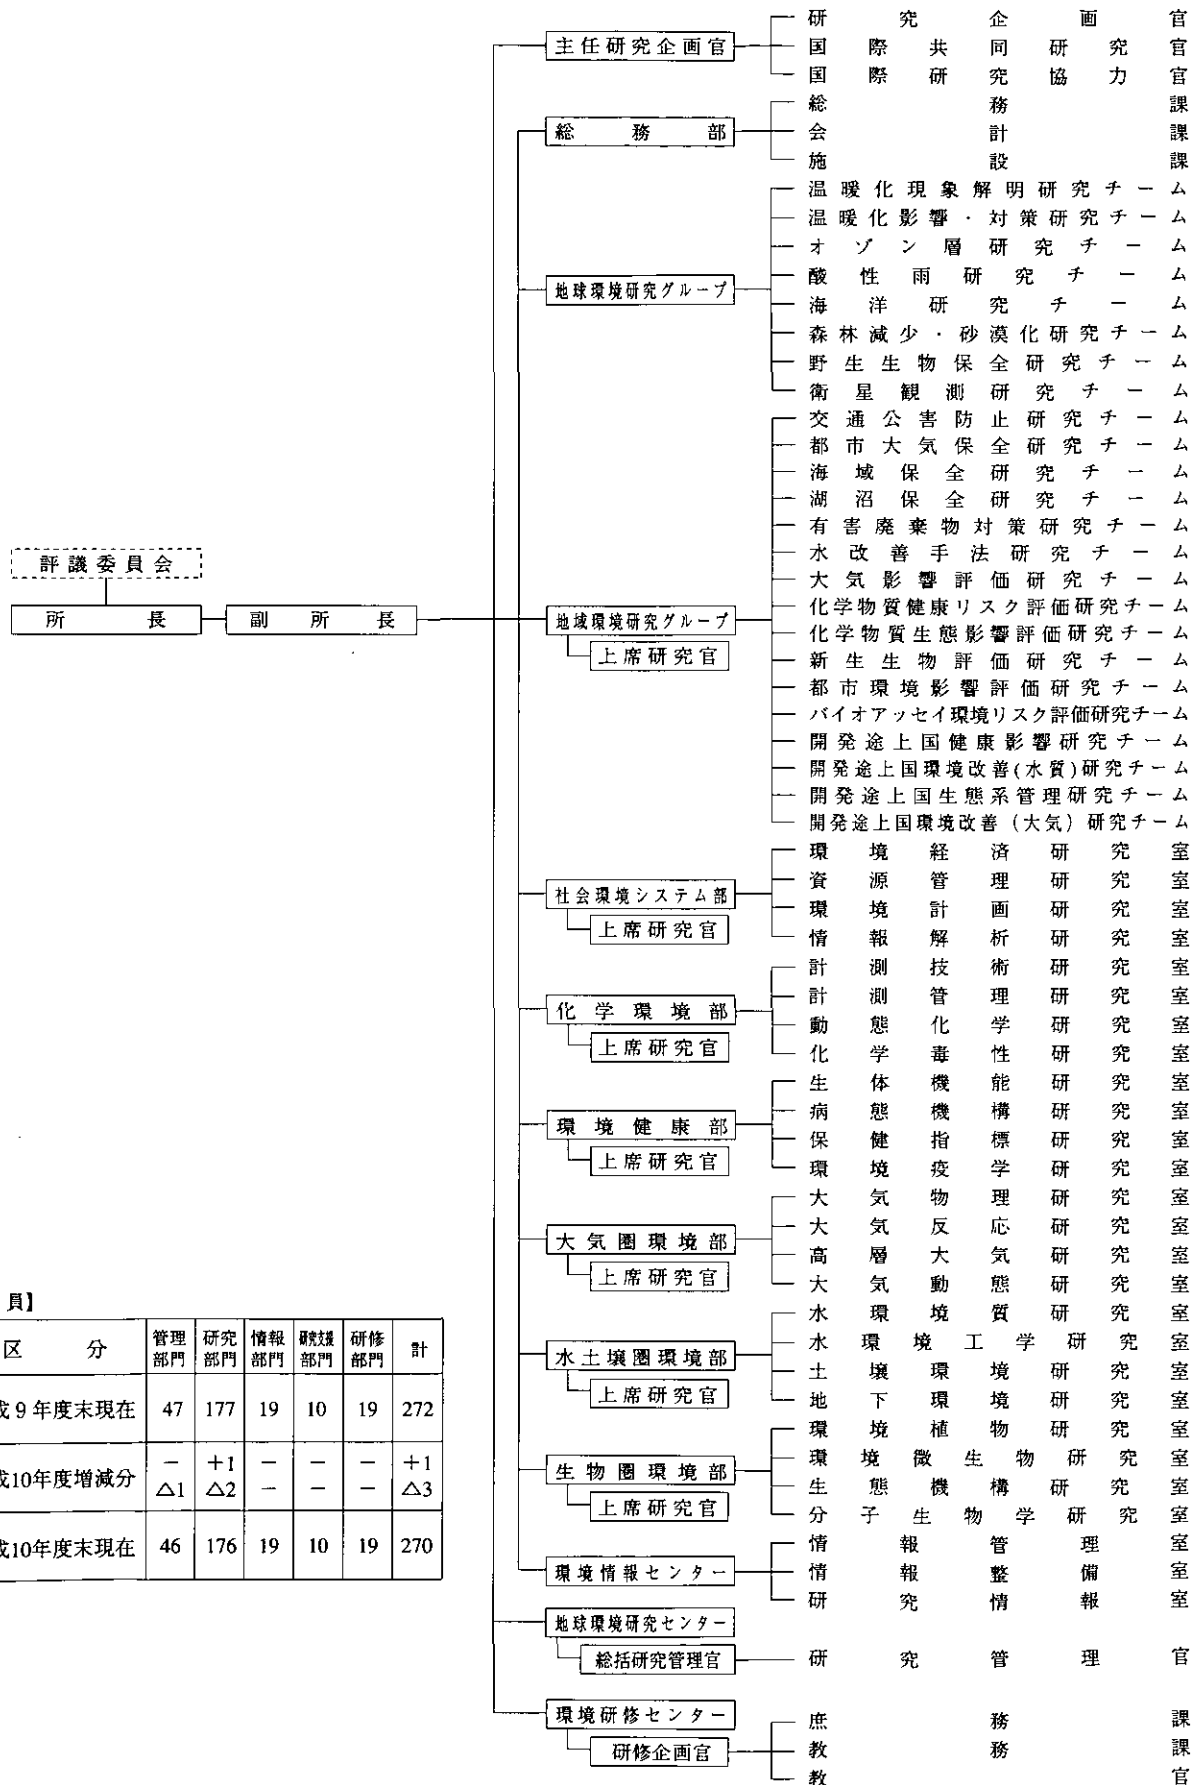 評議委員会
所長
副所長
主任研究企画官
研究企画官
国際共同研究官
国際研究協力官
総務部
総務課
会計課
施設課
地球環境研究グループ
温暖化現象解明研究チーム
温暖化影響・対策研究チーム
オゾン層研究チーム
酸性雨研究チーム
海洋研究チーム
森林減少・砂漠化研究チーム
野生生物保全研究チーム
衛星観測研究チーム
地域環境研究グループ
上席研究官
交通公害防止研究チーム
都市大気保全研究チーム
海域保全研究チーム
湖沼保全研究チーム
有害廃棄物対策研究チーム
水改善手法研究チーム
大気影響評価研究チーム
化学物質健康リスク評価研究チーム
化学物質生態影響評価研究チーム
新生生物評価研究チーム
都市環境影響評価研究チーム
バイオアッセイ環境リスク評価研究チーム
開発途上国健康影響研究チーム
開発途上国環境改善(水質)研究チーム
開発途上国生態系管理研究チーム
開発途上国環境改善（大気）研究チーム
社会環境システム部
上席研究官
環境経済研究室
資源管理研究室
環境計画研究室
情報解析研究室
化学環境部
上席研究官
計測技術研究室
計測管理研究室
動態化学研究室
化学毒性研究室
環境健康部
上席研究官
生体機能研究室
病態機構研究室
保健指標研究室
環境疫学研究室
大気圏環境部
上席研究官
大気物理研究室
大気反応研究室
高層大気研究室
大気動態研究室
水土壌圏環境部
上席研究官
水環境質研究室
水環境工学研究室
土壌環境研究室
地下環境研究室
生物圏環境部
上席研究官
環境植物研究室
環境微生物研究室
生態機構研究室
分子生物学研究室
環境情報センター
情報管理室
情報整備室
研究情報室
地球環境研究センター
総括研究管理官
研究管理官
環境研修センター
研修企画官
庶務課
教務課
教官
員】
区分 管理部門 研究部門 情報部門 研究支援部門 研修部門 計
成9年度末現在 47 177 19 10 19 272
成10年度増減分 − +1 − − − +1
△1 △2 − − − △3
成10年度末現在 46 176 19 10 19 270